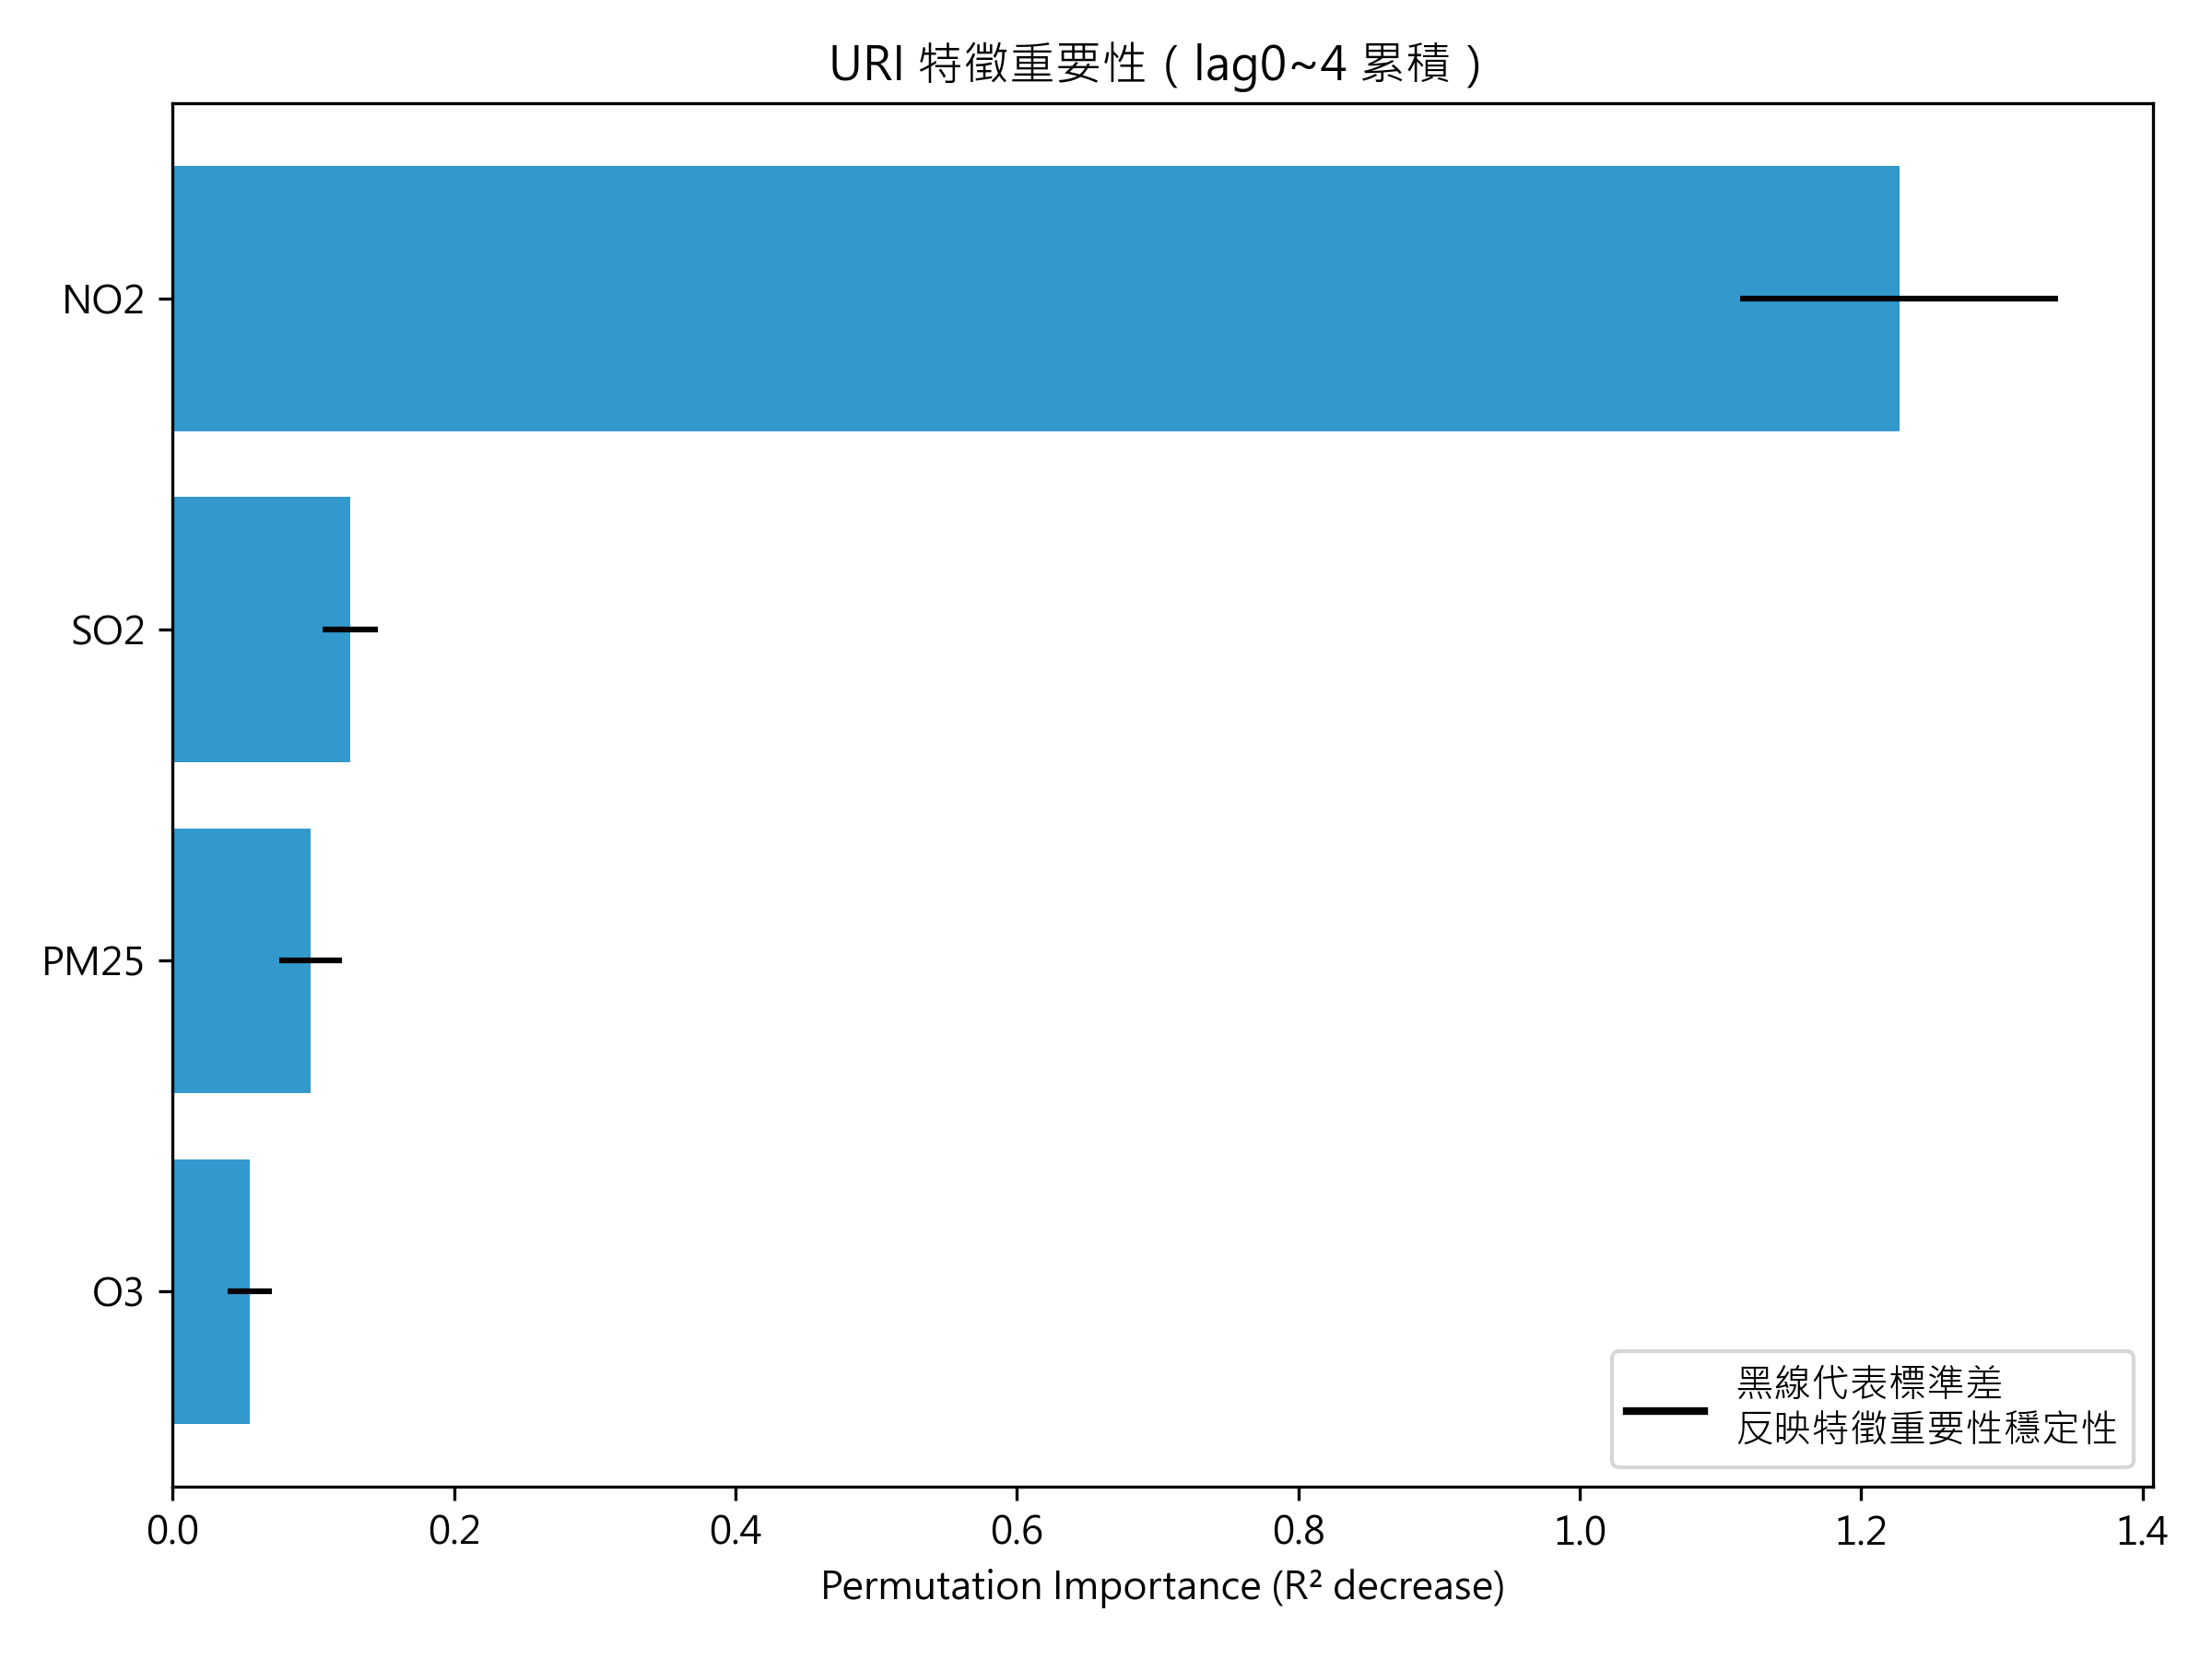 URI 特徵重要性（lag0~4 累積）
NO2
SO2
PM25
O3
黑線代表標準差
反映特徵重要性穩定性
0.0 0.2 0.4 0.6 0.8 1.0 1.2 1.4
Permutation Importance (R² decrease)